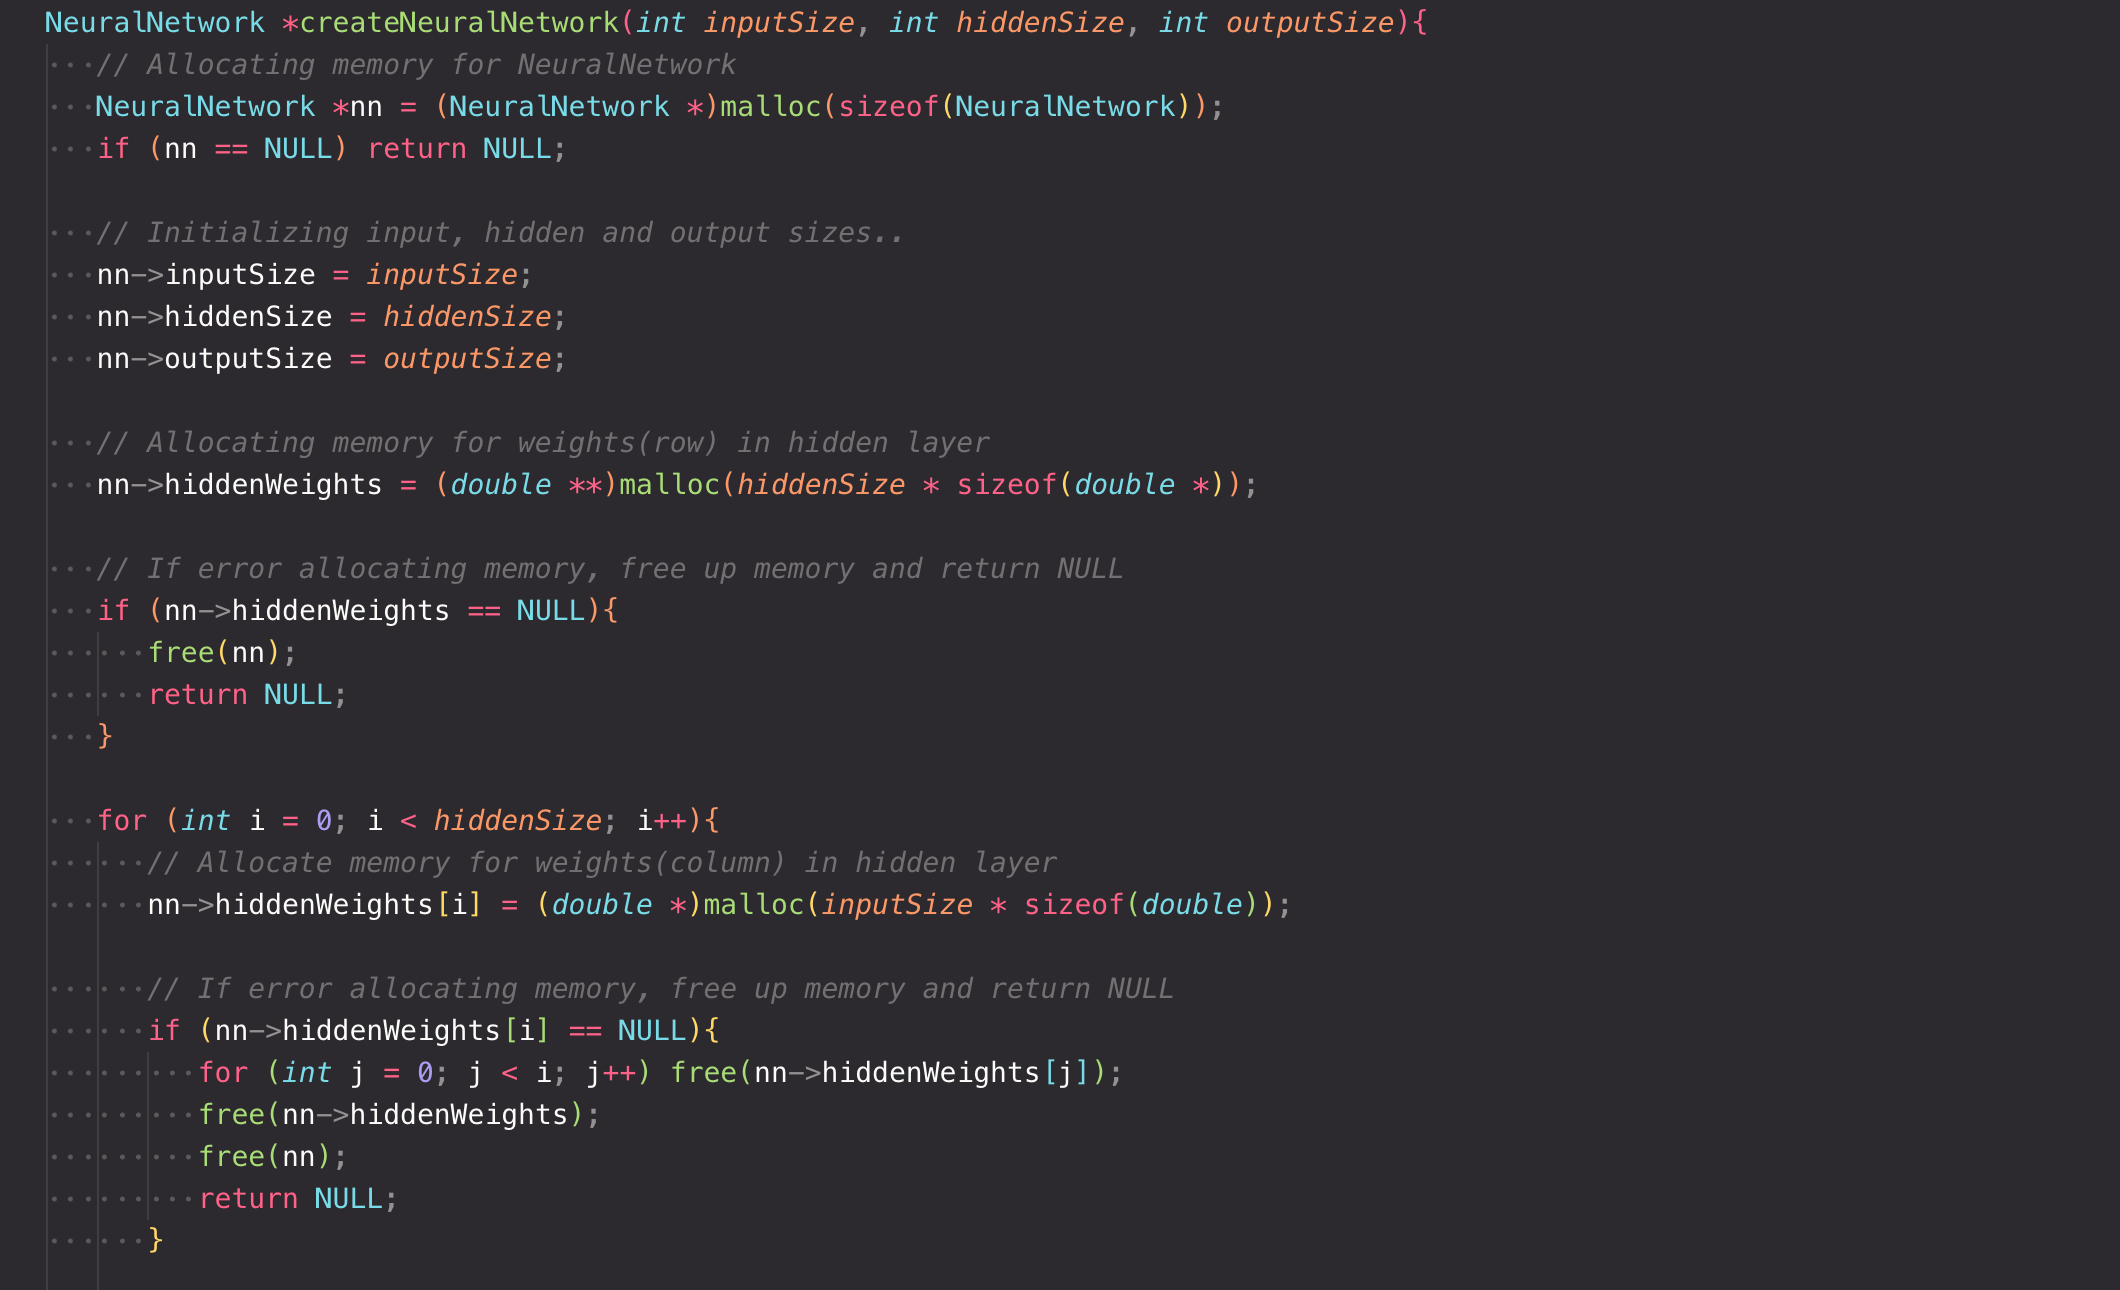 NeuralNetwork *createNeuralNetwork(int inputSize, int hiddenSize, int outputSize){
// Allocating memory for NeuralNetwork
NeuralNetwork *nn = (NeuralNetwork *)malloc(sizeof(NeuralNetwork));
if (nn == NULL) return NULL;
// Initializing input, hidden and output sizes..
nn->inputSize = inputSize;
nn->hiddenSize = hiddenSize;
nn->outputSize = outputSize;
// Allocating memory for weights(row) in hidden layer
nn->hiddenWeights = (double **)malloc(hiddenSize * sizeof(double *));
// If error allocating memory, free up memory and return NULL
if (nn->hiddenWeights == NULL){
free(nn);
return NULL;
}
for (int i = 0; i < hiddenSize; i++){
// Allocate memory for weights(column) in hidden layer
nn->hiddenWeights[i] = (double *)malloc(inputSize * sizeof(double));
// If error allocating memory, free up memory and return NULL
if (nn->hiddenWeights[i] == NULL){
for (int j = 0; j < i; j++) free(nn->hiddenWeights[j]);
free(nn->hiddenWeights);
free(nn);
return NULL;
}